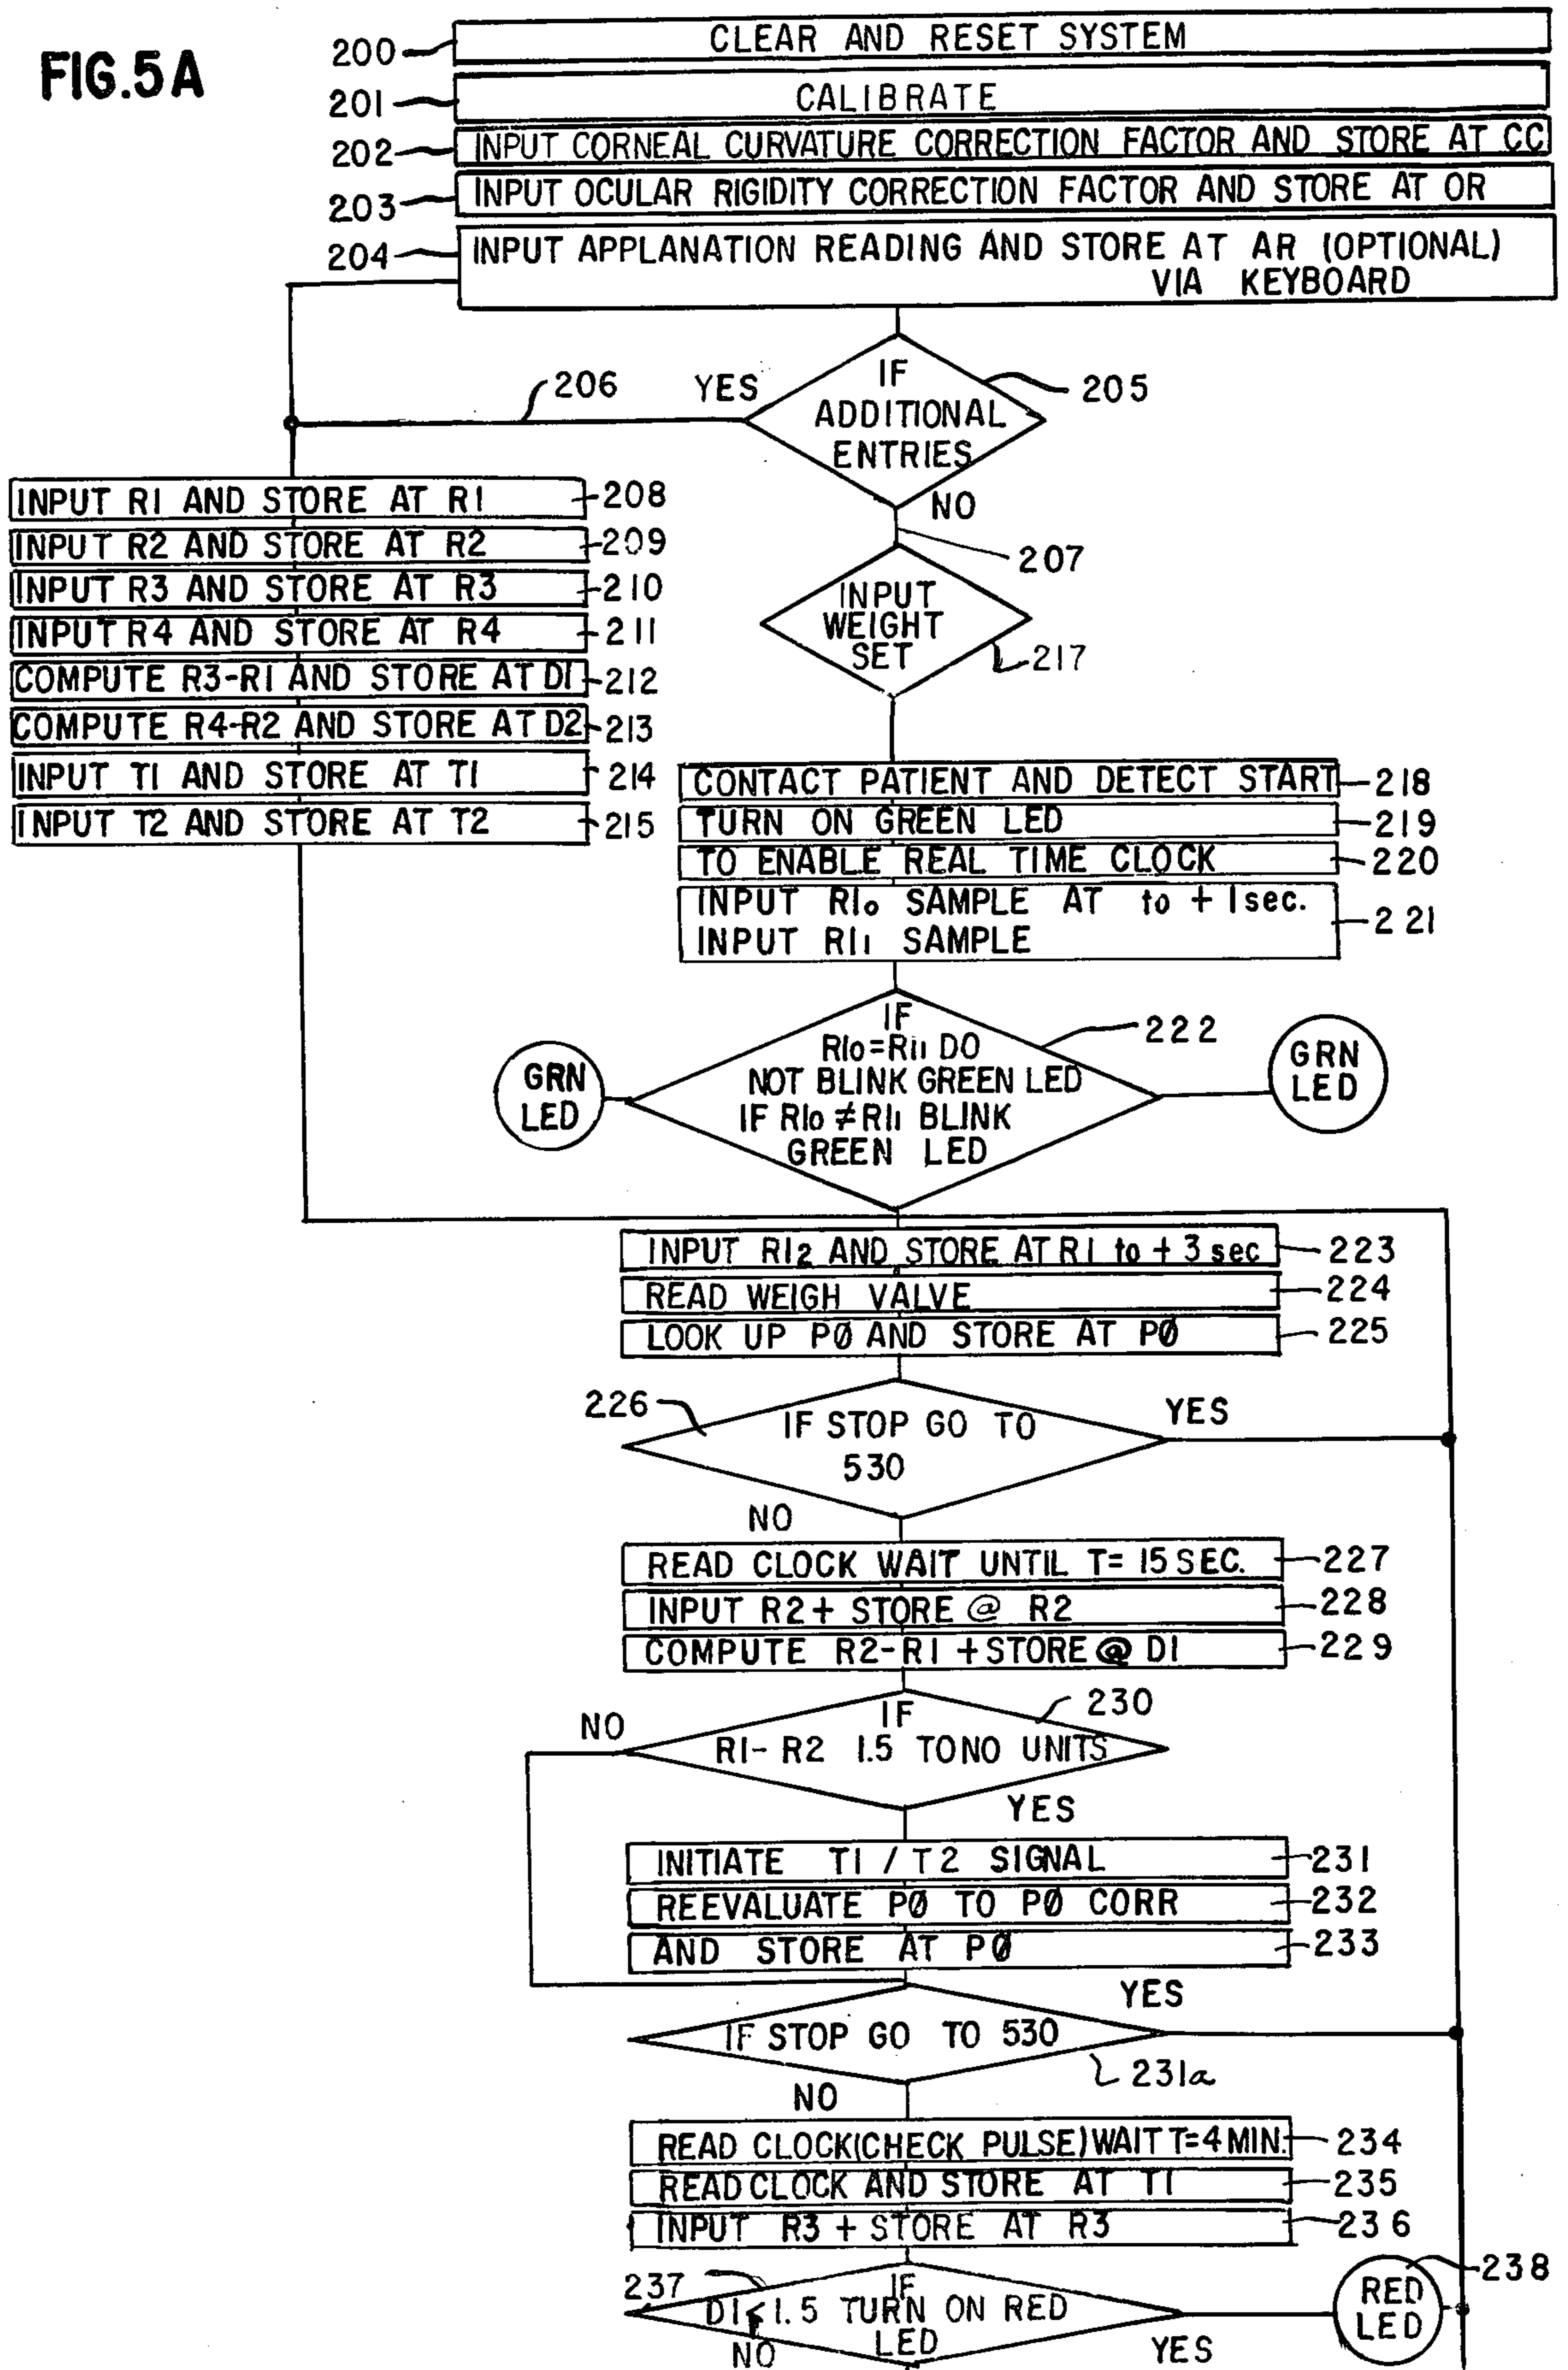 FIG.5A
200 CLEAR AND RESET SYSTEM
201 CALIBRATE
202 INPUT CORNEAL CURVATURE CORRECTION FACTOR AND STORE AT CC
203 INPUT OCULAR RIGIDITY CORRECTION FACTOR AND STORE AT OR
204 INPUT APPLANATION READING AND STORE AT AR (OPTIONAL)
VIA KEYBOARD
206 YES
IF
ADDITIONAL
ENTRIES
205
NO
207
INPUT R1 AND STORE AT R1 208
INPUT R2 AND STORE AT R2 209
INPUT R3 AND STORE AT R3 210
INPUT R4 AND STORE AT R4 211
COMPUTE R3-R1 AND STORE AT D1 212
COMPUTE R4-R2 AND STORE AT D2 213
INPUT T1 AND STORE AT T1 214
INPUT T2 AND STORE AT T2 215
INPUT
WEIGHT
SET
217
CONTACT PATIENT AND DETECT START 218
TURN ON GREEN LED 219
TO ENABLE REAL TIME CLOCK 220
INPUT R1₀ SAMPLE AT to + 1sec.
INPUT R1₁ SAMPLE
221
GRN
LED
IF
R1₀=R1₁ DO
NOT BLINK GREEN LED
IF R1₀ ≠ R1₁ BLINK
GREEN LED
222
GRN
LED
INPUT R1₂ AND STORE AT R1 to + 3 sec 223
READ WEIGH VALVE 224
LOOK UP PØ AND STORE AT PØ 225
226
IF STOP GO TO
530
YES
NO
READ CLOCK WAIT UNTIL T= 15 SEC. 227
INPUT R2+ STORE @ R2 228
COMPUTE R2-R1 +STORE @ D1 229
NO
IF
R1- R2 1.5 TONO UNITS
230
YES
INITIATE T1 / T2 SIGNAL 231
REEVALUATE PØ TO PØ CORR 232
AND STORE AT PØ 233
YES
IF STOP GO TO 530
231a
NO
READ CLOCK(CHECK PULSE)WAIT T=4 MIN. 234
READ CLOCK AND STORE AT T1 235
INPUT R3 + STORE AT R3 236
237
IF
D1 ≤ 1.5 TURN ON RED
LED
NO
YES
RED
LED
238